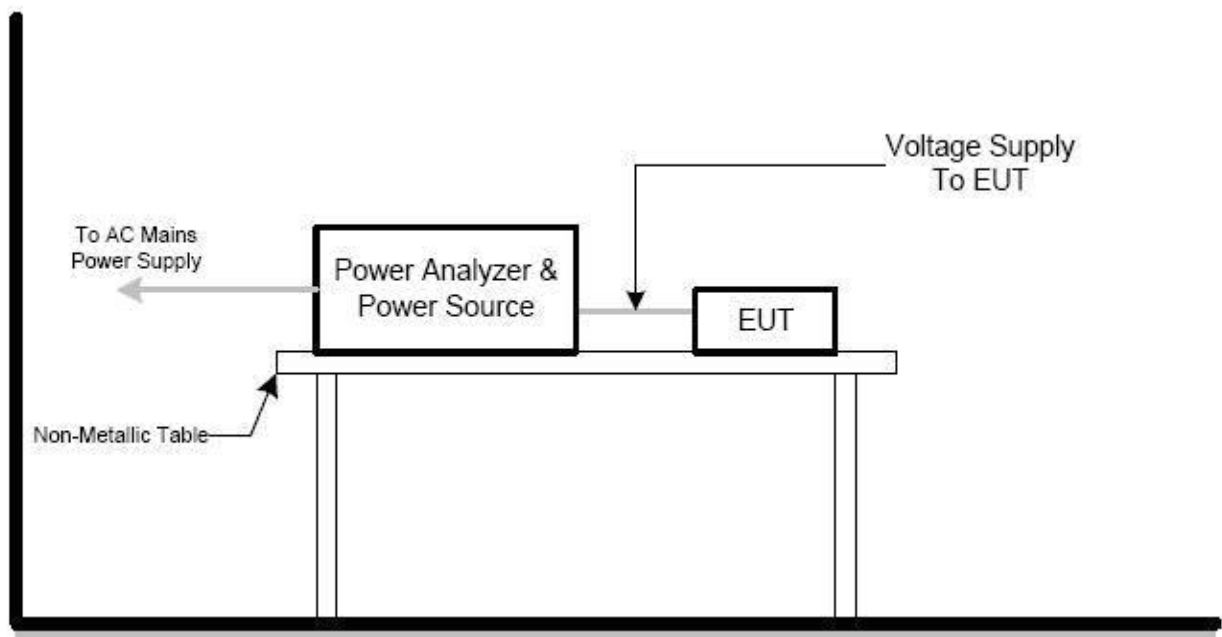 Voltage Supply
To EUT
To AC Mains
Power Supply
Power Analyzer &
Power Source
EUT
Non-Metallic Table